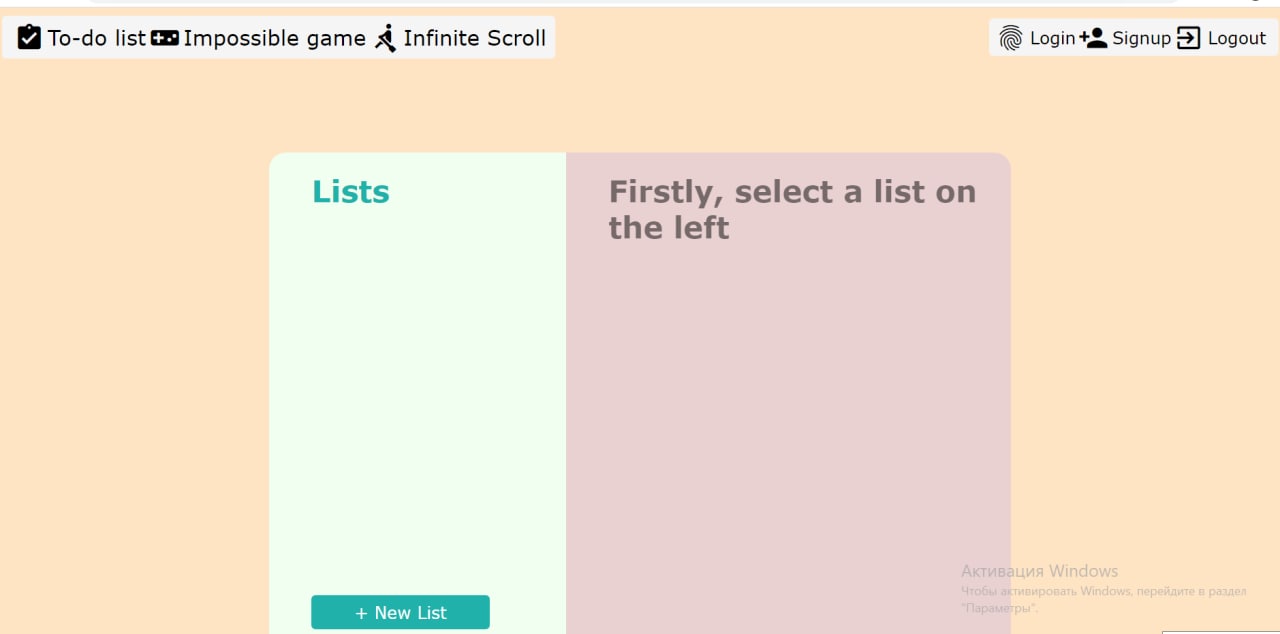 To-do list Impossible game Infinite Scroll
Login Signup Logout
Lists
Firstly, select a list on
the left
+ New List
Активация Windows
Чтобы активировать Windows, перейдите в раздел
"Параметры".